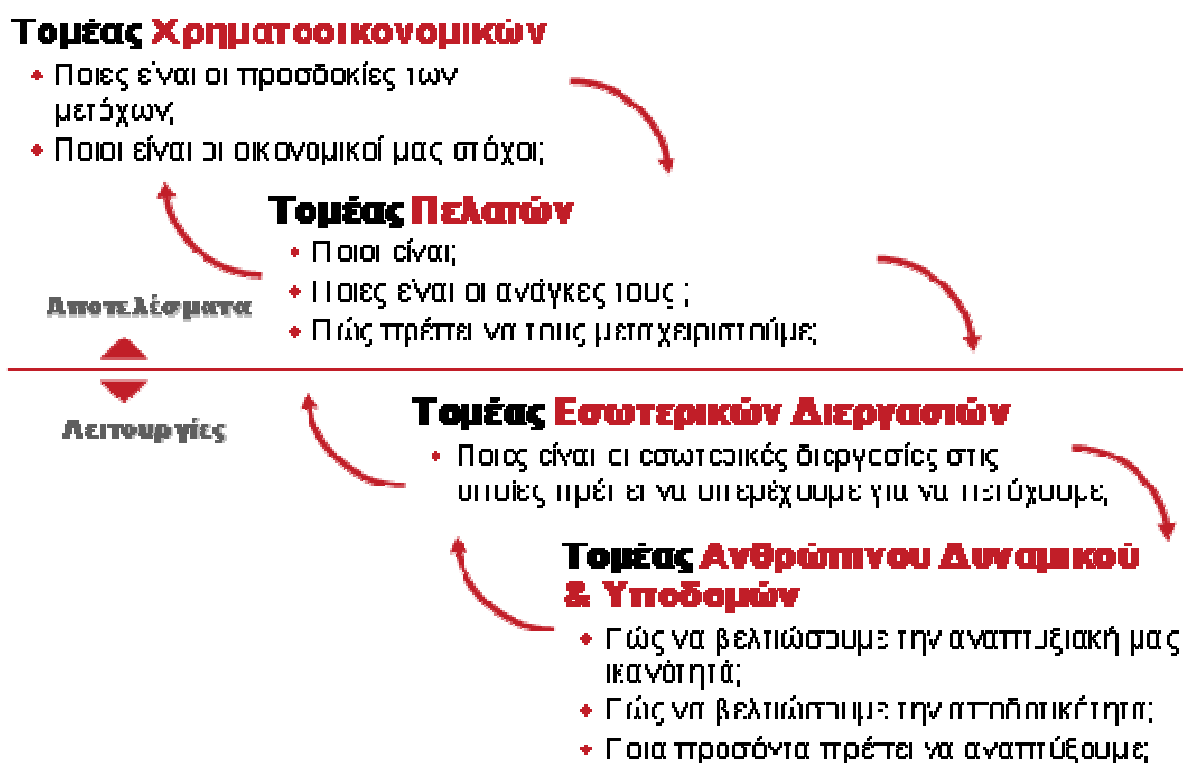 Τομέας Χρηματοοικονομικών
• Ποιες είναι οι προσδοκίες των
μετόχων;
• Ποιοι είναι οι οικονομικοί μας στόχοι;
Τομέας Πελατών
• Ποιοι είναι;
• Ποιες είναι οι ανάγκες τους ;
• Πώς πρέπει να τους μεταχειριστούμε;
Αποτελέσματα
Λειτουργίες
Τομέας Εσωτερικών Διεργασιών
• Ποιες είναι οι εσωτερικές διεργασίες στις
οποίες πρέπει να υπερέχουμε για να πετύχουμε;
Τομέας Ανθρώπινου Δυναμικού
& Υποδομών
• Πώς να βελτιώσουμε την αναπτυξιακή μας
ικανότητά;
• Πώς να βελτιώσουμε την αποδοτικότητα;
• Ποια προσόντα πρέπει να αναπτύξουμε;